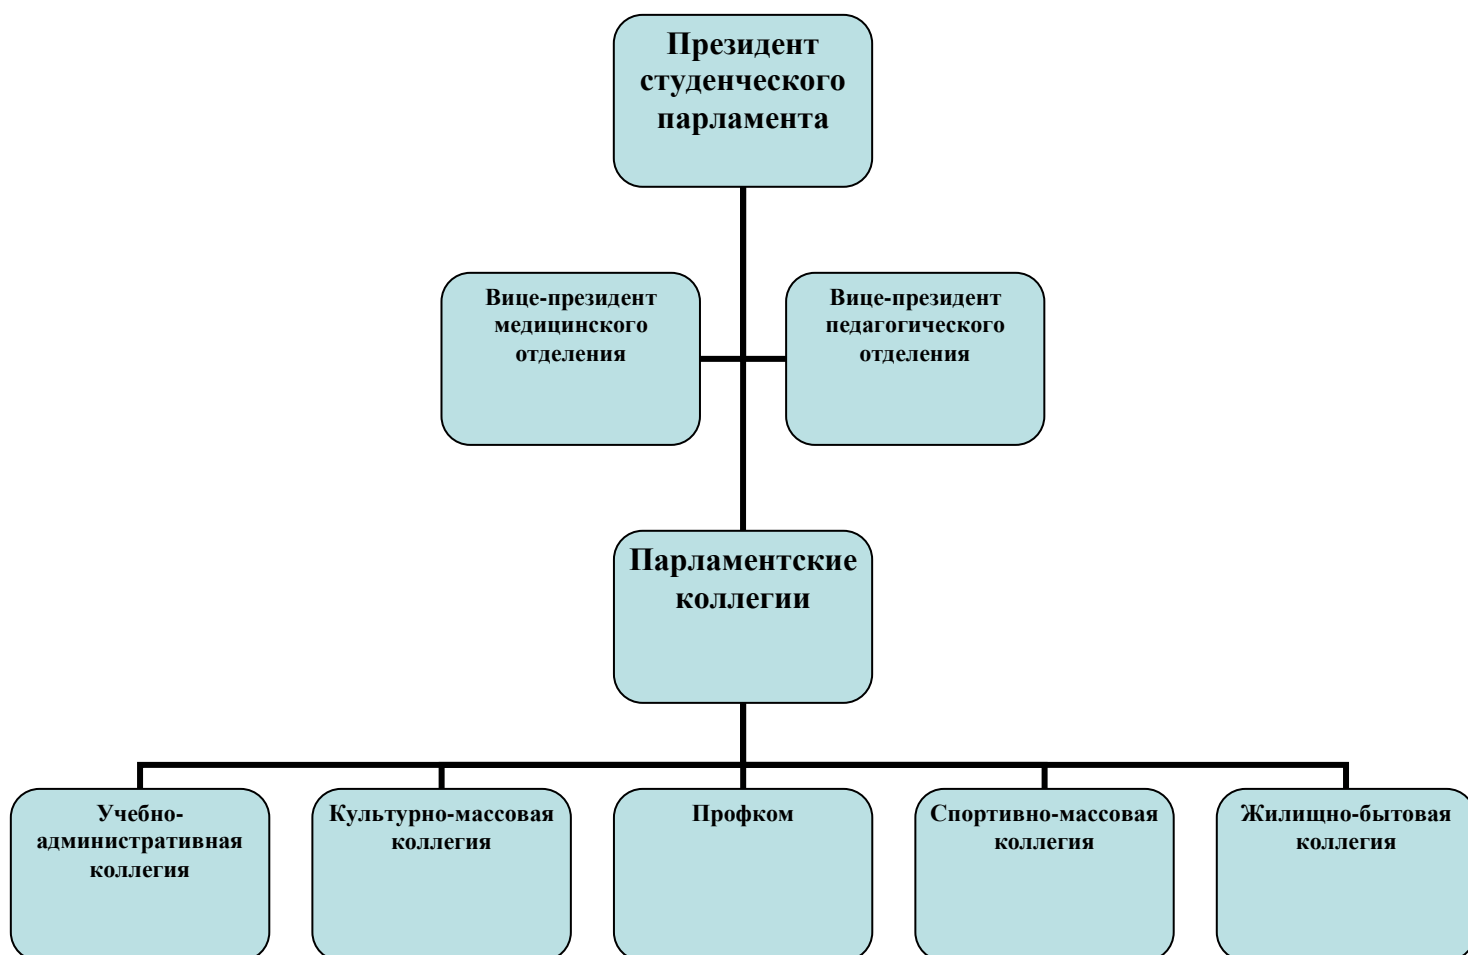 Президент
студенческого
парламента
Вице-президент
медицинского
отделения
Вице-президент
педагогического
отделения
Парламентские
коллегии
Учебно-
административная
коллегия
Культурно-массовая
коллегия
Профком
Спортивно-массовая
коллегия
Жилищно-бытовая
коллегия